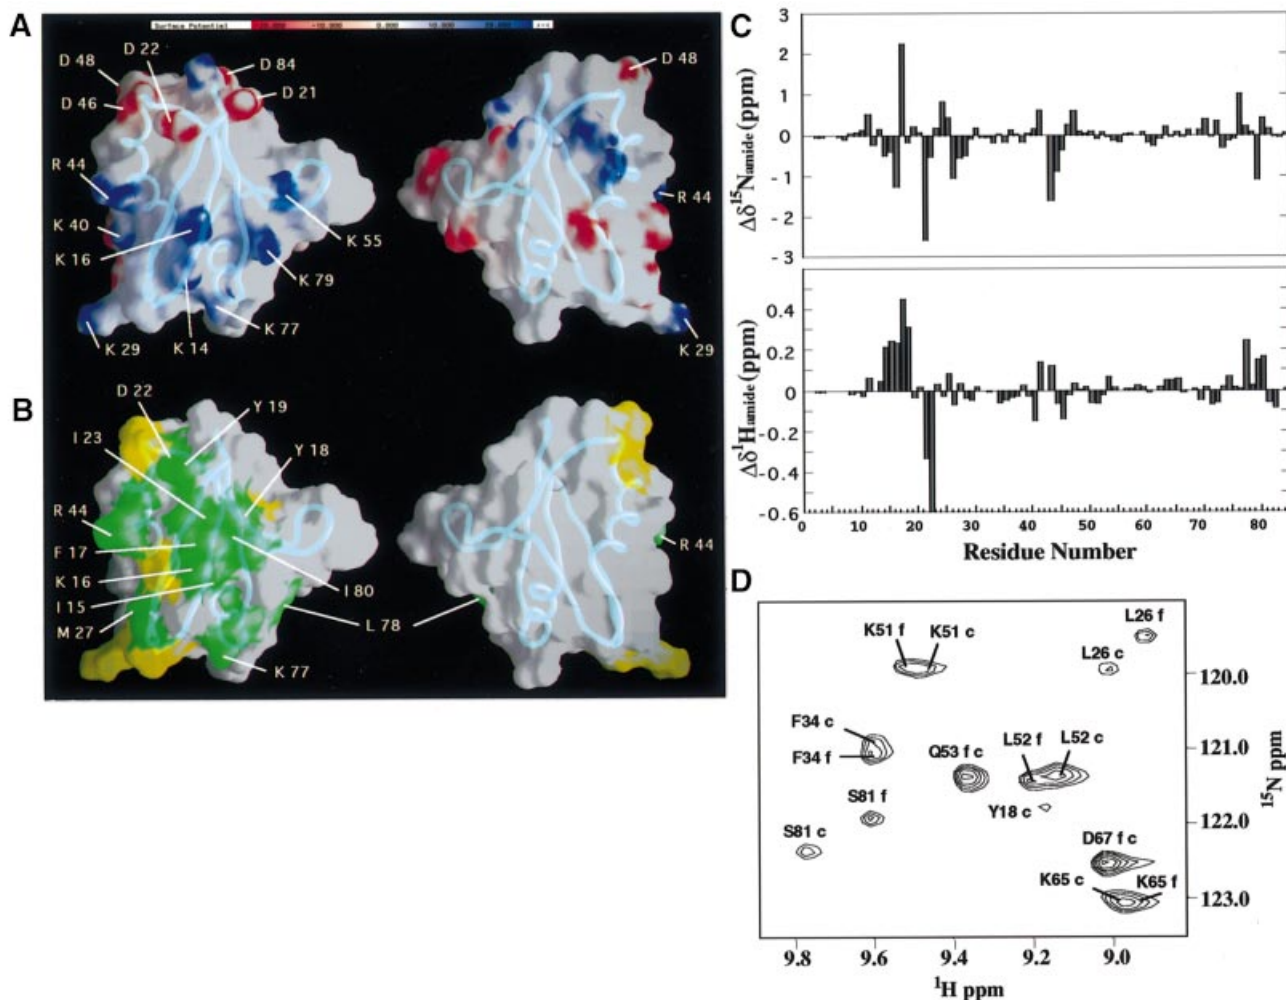 A
Surface Potential
-10.000
0.000
D 48
D 22
D 84
D 46
D 21
R 44
K 40
K 16
K 55
K 79
K 77
K 29
K 14
D 48
R 44
K 29
B
D 22
Y 19
I 23
Y 18
R 44
F 17
K 16
I 15
I 80
M 27
L 78
K 77
R 44
C
Δδ15Namide (ppm)
3
2
1
0
-1
-2
-3
Δδ1Hamide (ppm)
0.4
0.2
0
-0.2
-0.4
-0.6
0 10 20 30 40 50 60 70 80
Residue Number
D
L26 f
K51 f K51 c
L26 c
120.0
F34 c
F34 f
Q53 f c
L52 f L52 c
121.0
S81 f
Y18 c
S81 c
122.0
D67 f c
K65 c K65 f
123.0
15N ppm
9.8 9.6 9.4 9.2 9.0
1H ppm